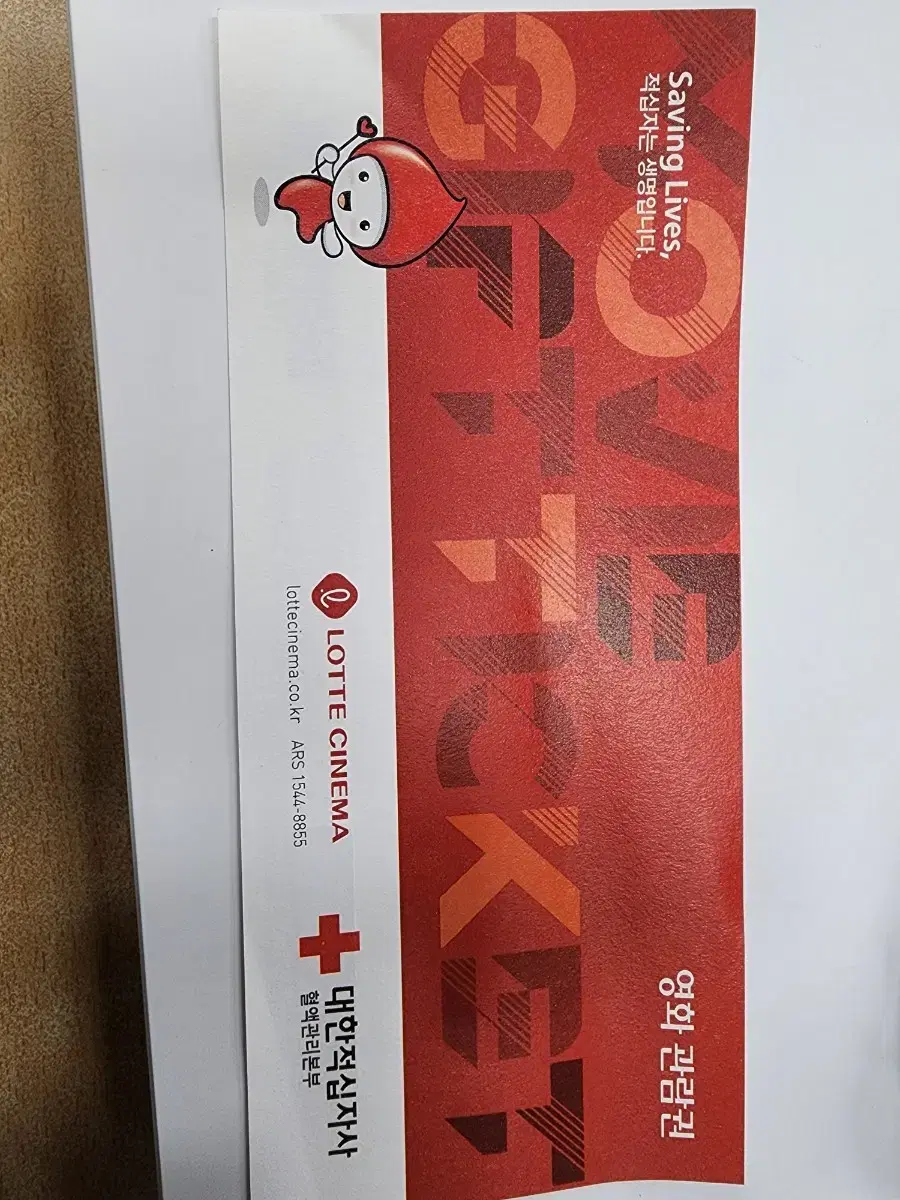 Saving Lives,
적십자는 생명입니다.
영화 관람권
MOVIE
GIFT TICKET
LOTTE CINEMA
lottecinema.co.kr ARS 1544-8855
대한적십자사
혈액관리본부